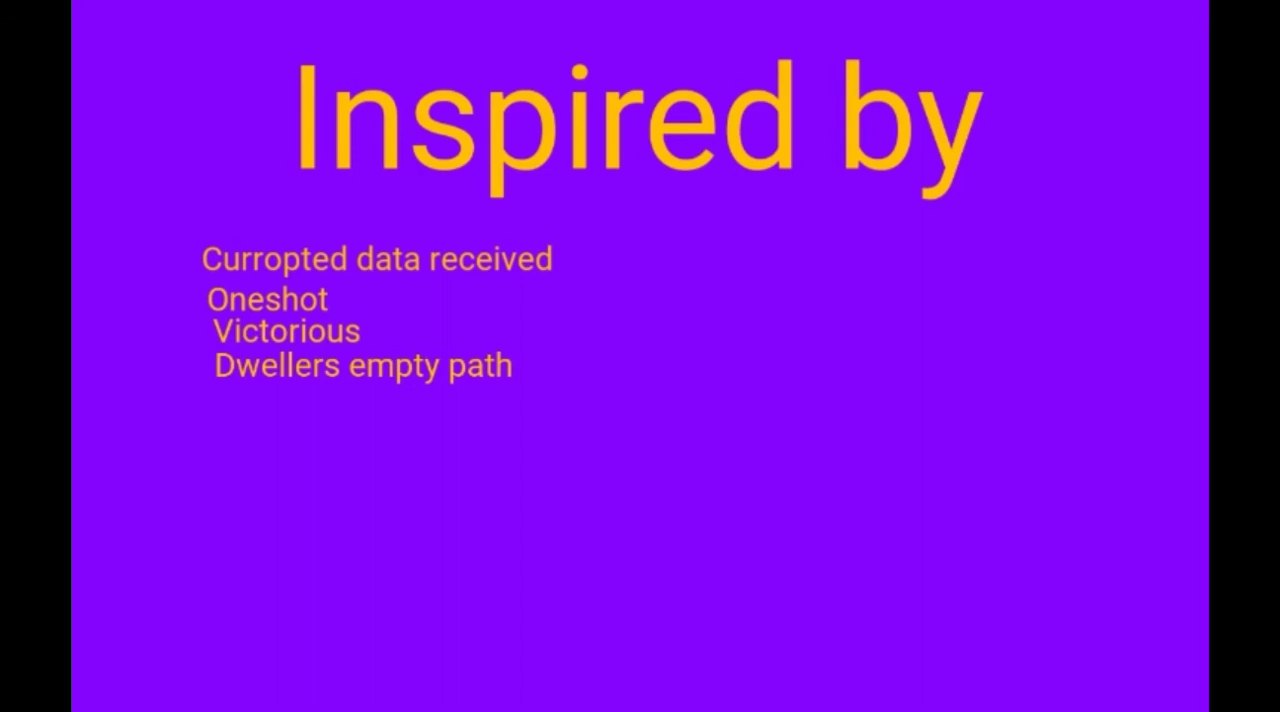 Inspired by
Curropted data received
Oneshot
Victorious
Dwellers empty path